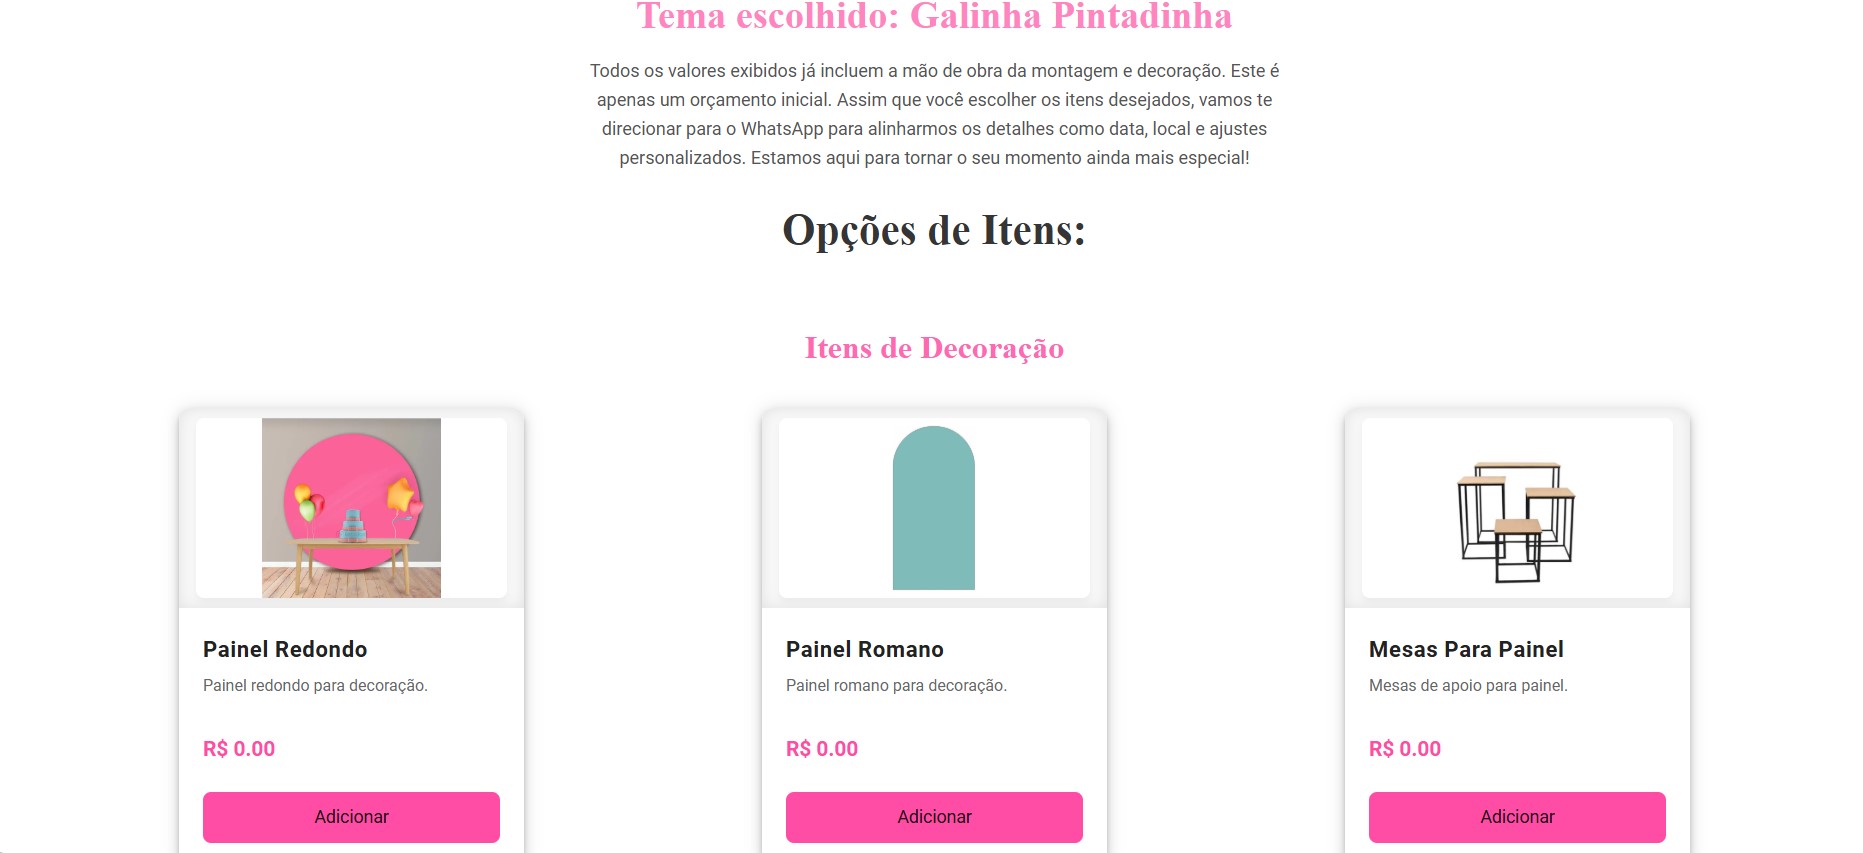 Tema escolhido: Galinha Pintadinha
Todos os valores exibidos já incluem a mão de obra da montagem e decoração. Este é
apenas um orçamento inicial. Assim que você escolher os itens desejados, vamos te
direcionar para o WhatsApp para alinharmos os detalhes como data, local e ajustes
personalizados. Estamos aqui para tornar o seu momento ainda mais especial!
Opções de Itens:
Itens de Decoração
Painel Redondo
Painel redondo para decoração.
R$ 0.00
Adicionar
Painel Romano
Painel romano para decoração.
R$ 0.00
Adicionar
Mesas Para Painel
Mesas de apoio para painel.
R$ 0.00
Adicionar